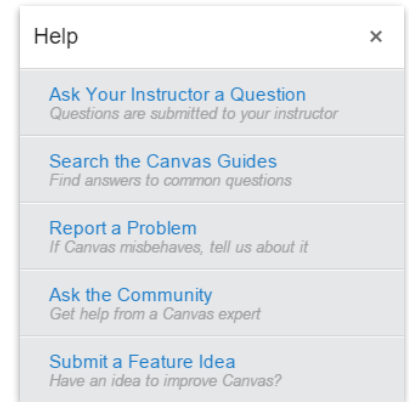 Help ×
Ask Your Instructor a Question
Questions are submitted to your instructor
Search the Canvas Guides
Find answers to common questions
Report a Problem
If Canvas misbehaves, tell us about it
Ask the Community
Get help from a Canvas expert
Submit a Feature Idea
Have an idea to improve Canvas?